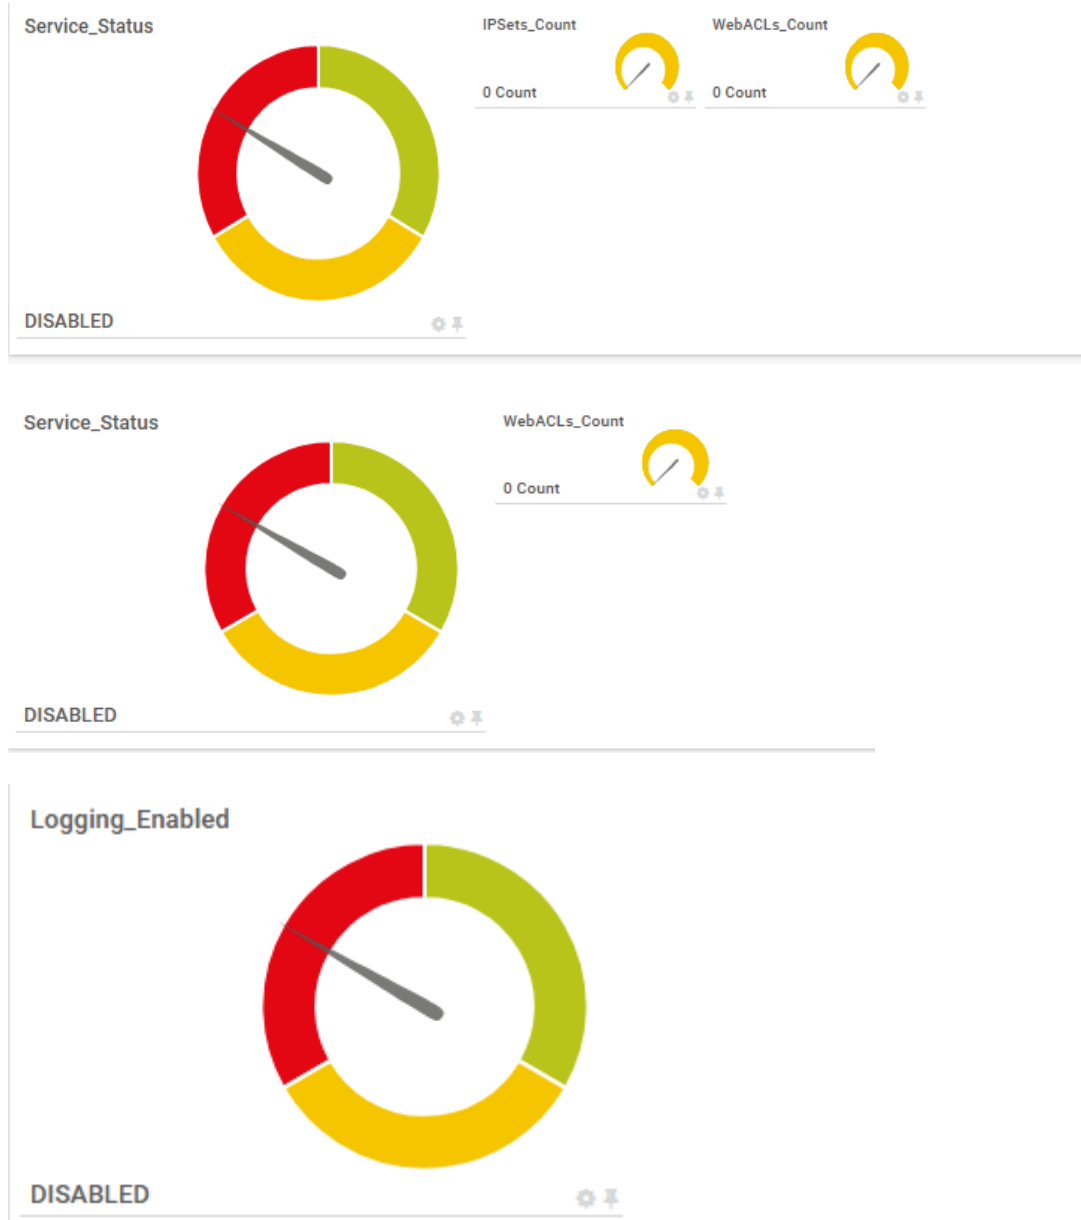 Service_Status
IPSets_Count
WebACLs_Count
0 Count
0 Count
DISABLED
Service_Status
WebACLs_Count
0 Count
DISABLED
Logging_Enabled
DISABLED